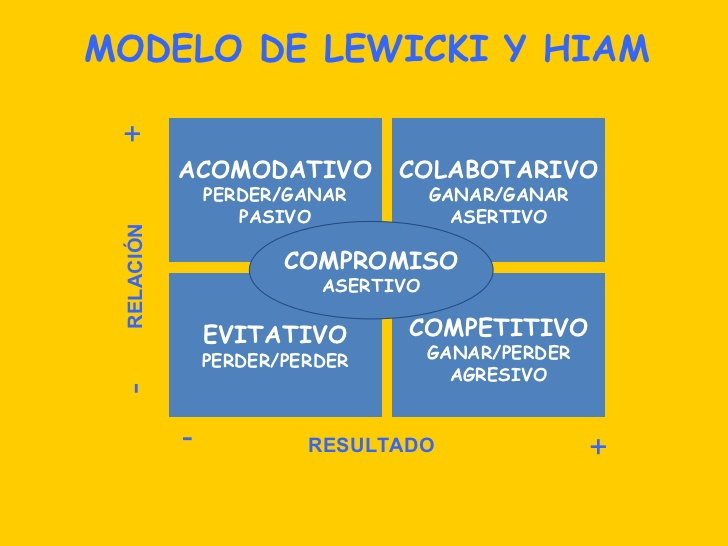 MODELO DE LEWICKI Y HIAM
+
ACOMODATIVO
PERDER/GANAR
PASIVO
COLABOTARIVO
GANAR/GANAR
ASERTIVO
RELACIÓN
COMPROMISO
ASERTIVO
EVITATIVO
PERDER/PERDER
COMPETITIVO
GANAR/PERDER
AGRESIVO
-
-
RESULTADO
+